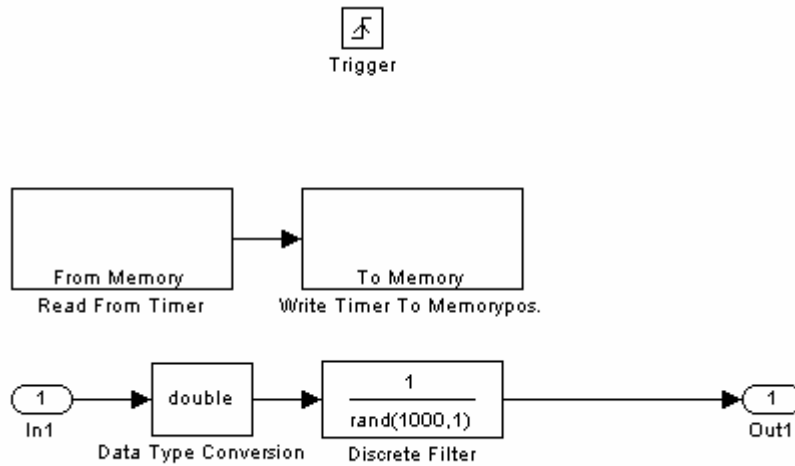 Trigger
From Memory
Read From Timer
To Memory
Write Timer To Memorypos.
1
In1
double
Data Type Conversion
1
rand(1000,1)
Discrete Filter
1
Out1